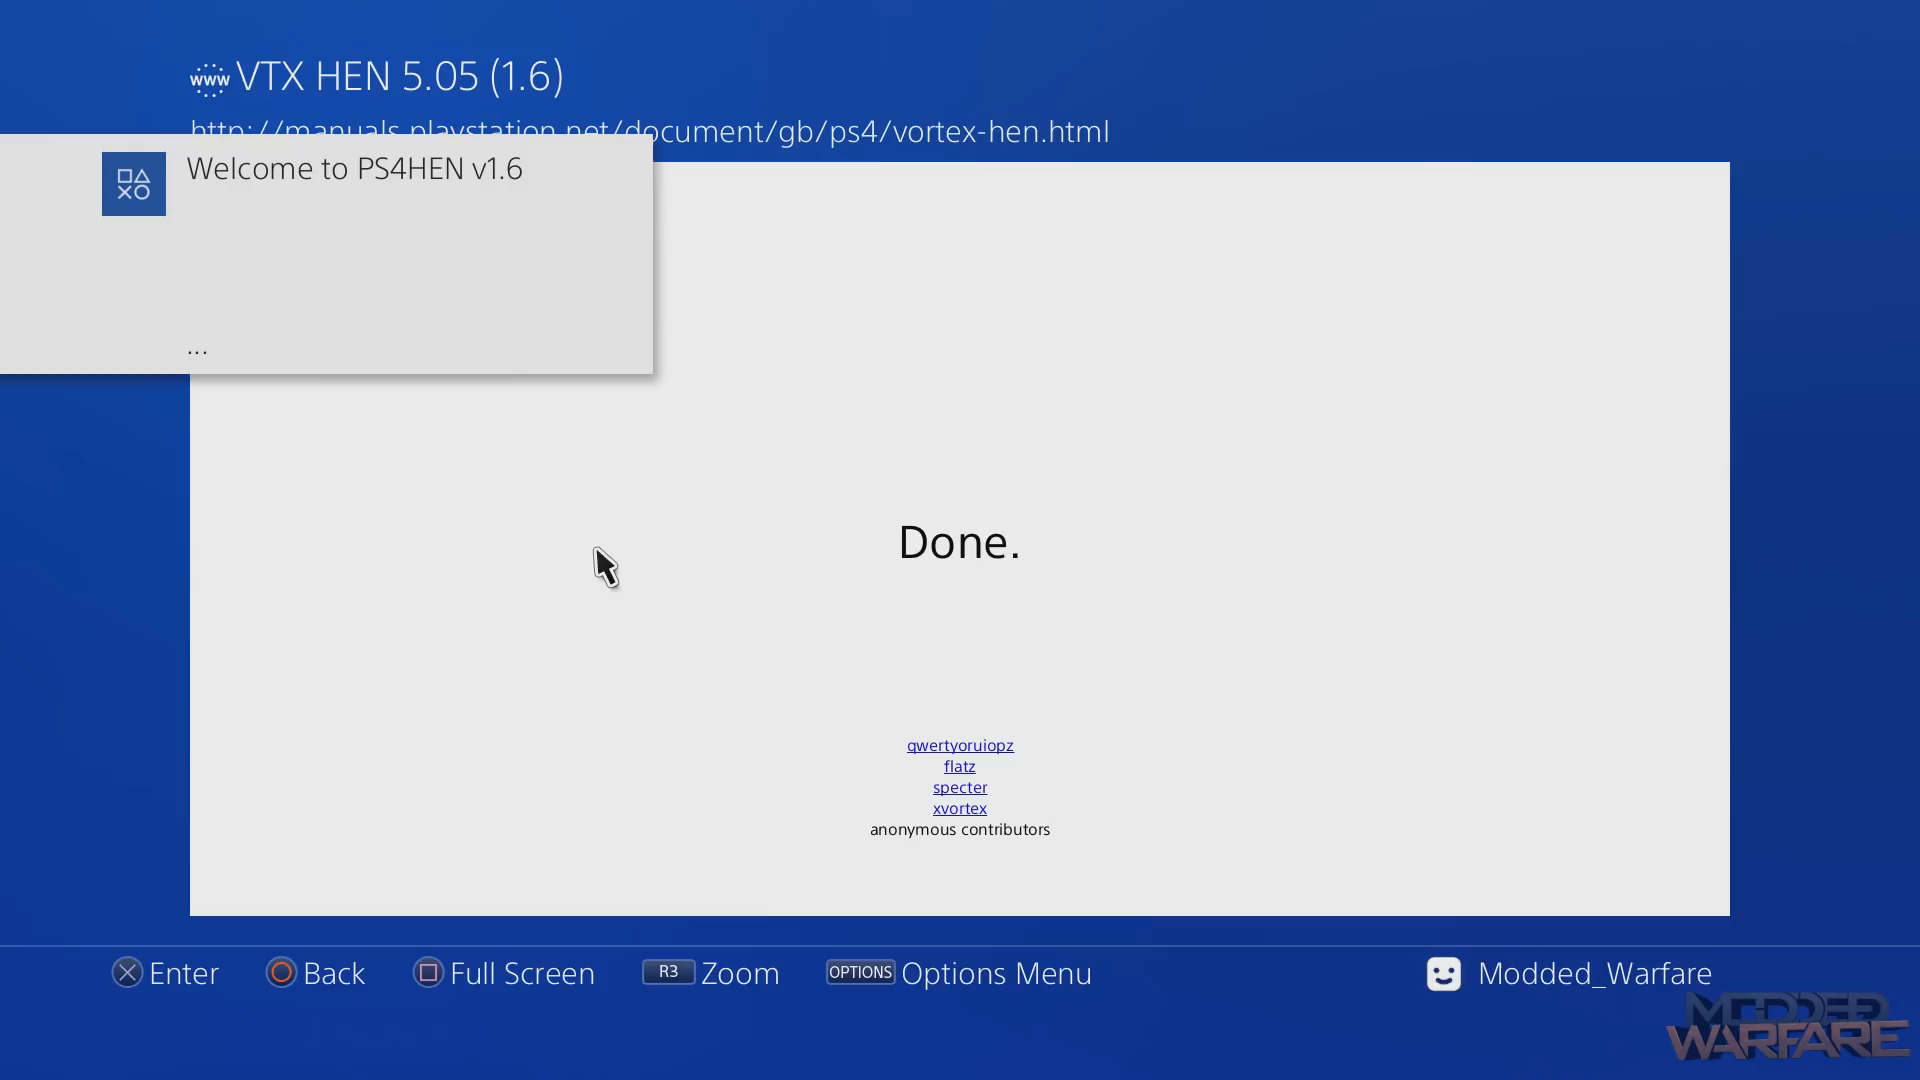 www VTX HEN 5.05 (1.6)
http://manuals.playstation.net/document/gb/ps4/vortex-hen.html
Welcome to PS4HEN v1.6
...
Done.
qwertyoruiopz
flatz
specter
xvortex
anonymous contributors
Enter Back Full Screen R3 Zoom OPTIONS Options Menu Modded_Warfare
MODDED
WARFARE